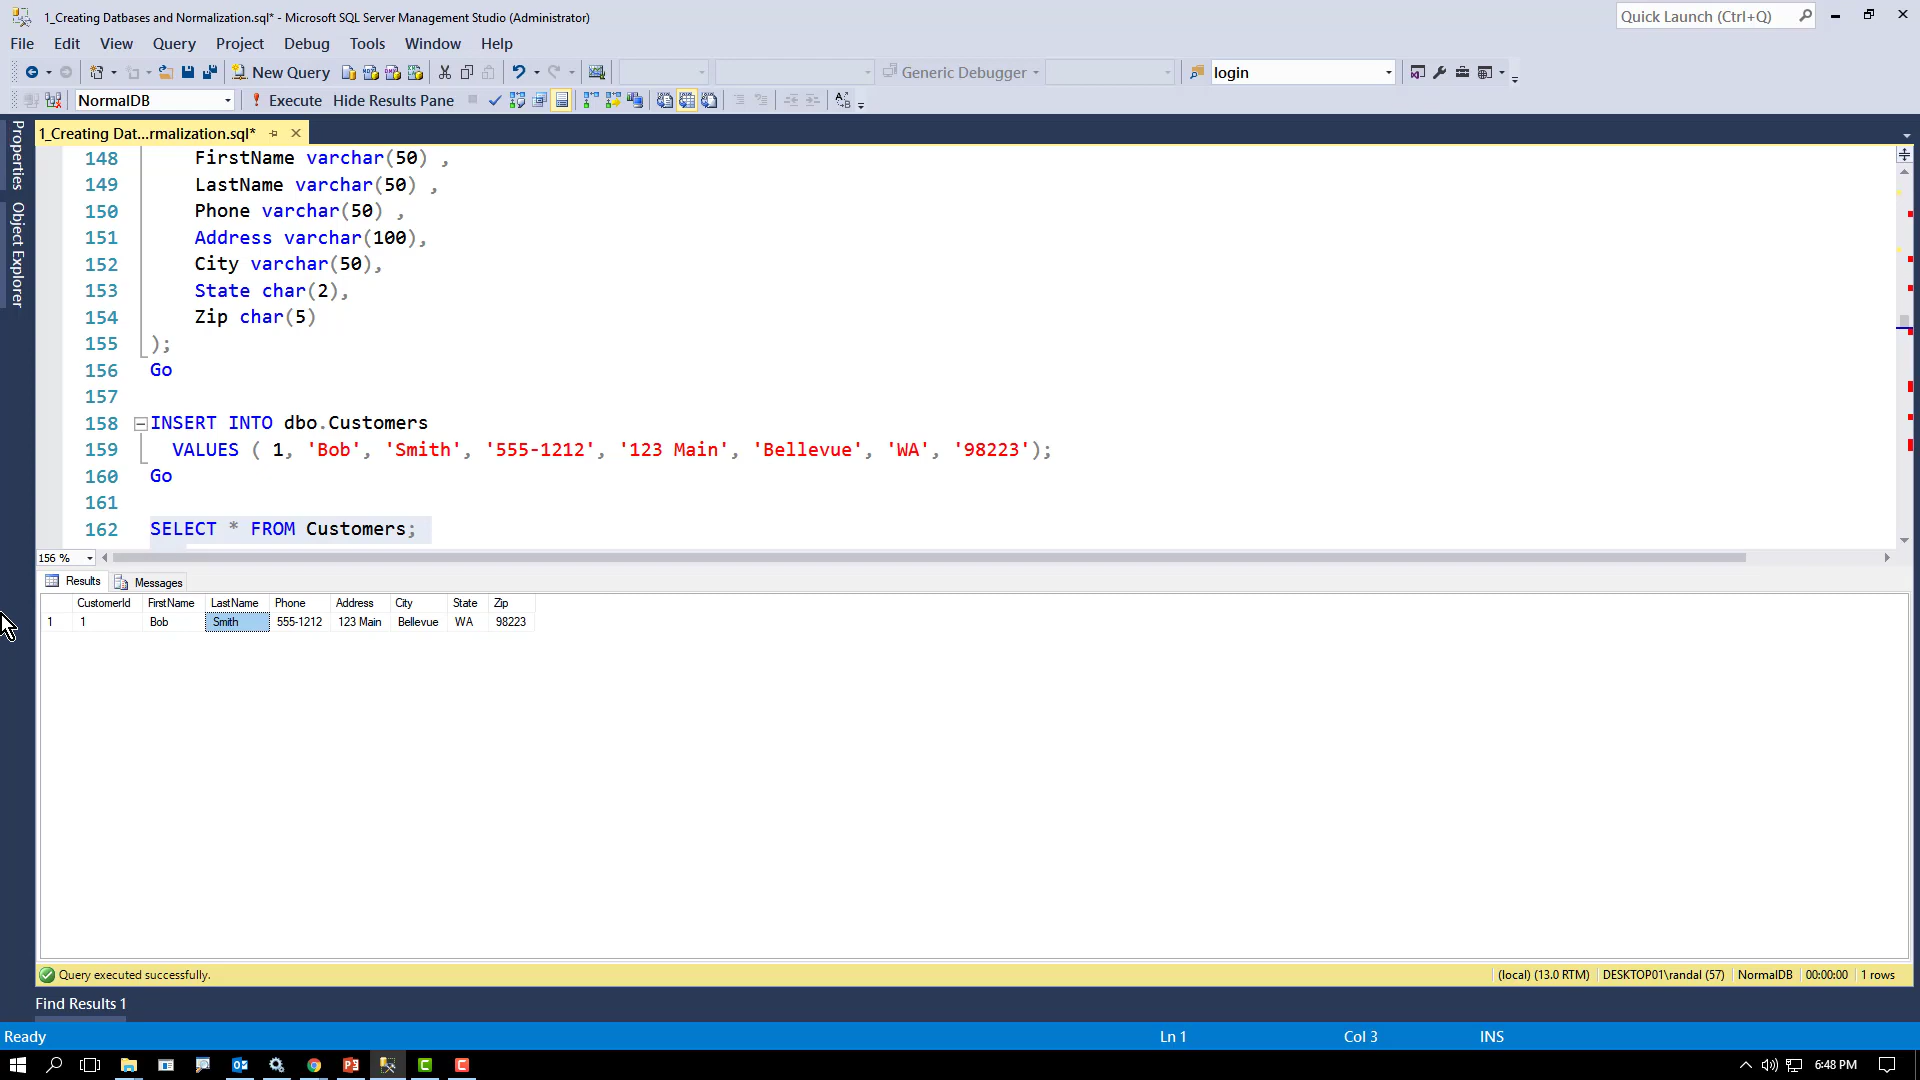 1_Creating Datbases and Normalization.sql* - Microsoft SQL Server Management Studio (Administrator)
Quick Launch (Ctrl+Q)
File Edit View Query Project Debug Tools Window Help
New Query
Generic Debugger
login
NormalDB
Execute
Hide Results Pane
Properties
Object Explorer
1_Creating Dat...rmalization.sql*
148 FirstName varchar(50) ,
149 LastName varchar(50) ,
150 Phone varchar(50) ,
151 Address varchar(100),
152 City varchar(50),
153 State char(2),
154 Zip char(5)
155 );
156 Go
157
158 INSERT INTO dbo.Customers
159 VALUES ( 1, 'Bob', 'Smith', '555-1212', '123 Main', 'Bellevue', 'WA', '98223');
160 Go
161
162 SELECT * FROM Customers;
156 %
Results Messages
CustomerId FirstName LastName Phone Address City State Zip
1 1 Bob Smith 555-1212 123 Main Bellevue WA 98223
Query executed successfully.
(local) (13.0 RTM) DESKTOP01\randal (57) NormalDB 00:00:00 1 rows
Find Results 1
Ready
Ln 1 Col 3 INS
6:48 PM